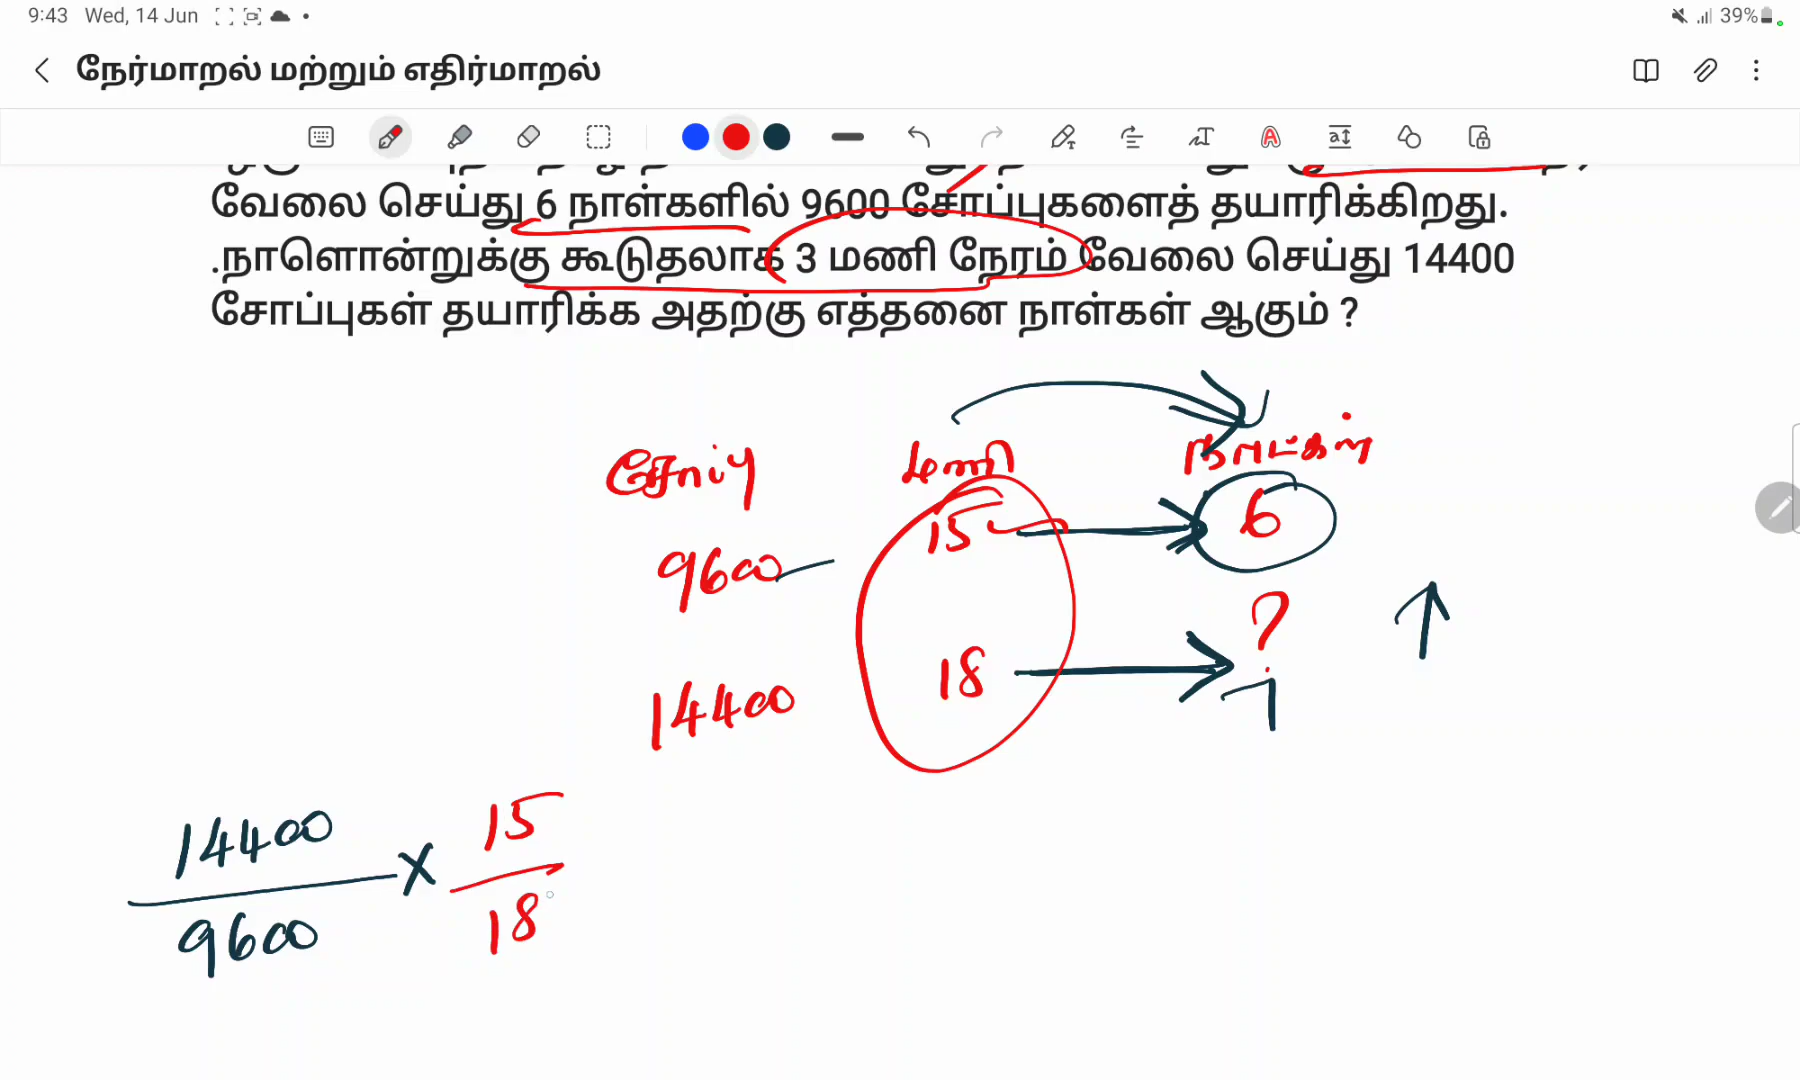 9:43 Wed, 14 Jun
39%
நேர்மாறல் மற்றும் எதிர்மாறல்
வேலை செய்து 6 நாள்களில் 9600 சோப்புகளைத் தயாரிக்கிறது.
.நாளொன்றுக்கு கூடுதலாக 3 மணி நேரம் வேலை செய்து 14400
சோப்புகள் தயாரிக்க அதற்கு எத்தனை நாள்கள் ஆகும் ?
சோப்பு மணி நாட்கள்
9600 15 6
14400 18 ?
14400 × 15
9600 18